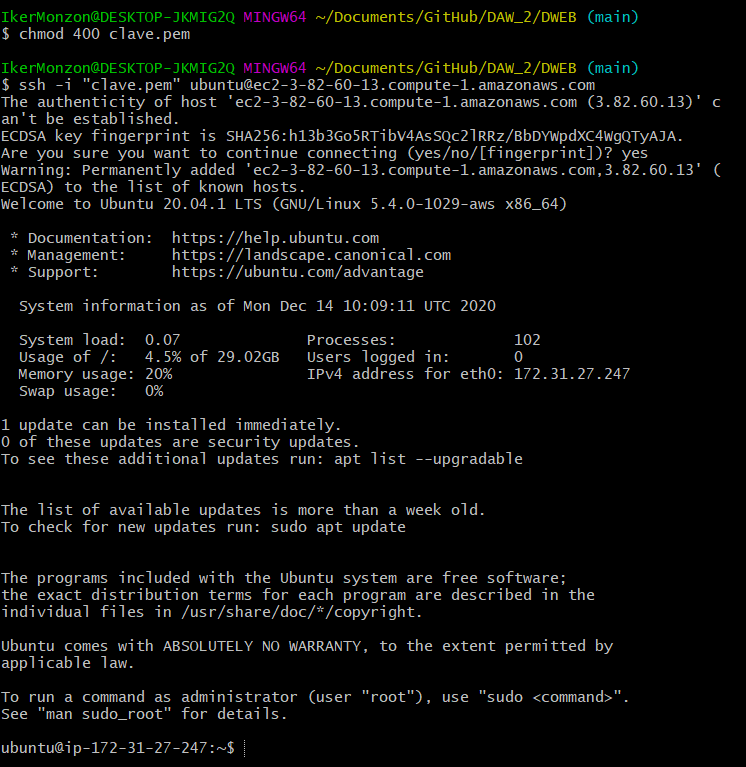 IkerMonzon@DESKTOP-JKMIG2Q MINGW64 ~/Documents/GitHub/DAW_2/DWEB (main)
$ chmod 400 clave.pem
IkerMonzon@DESKTOP-JKMIG2Q MINGW64 ~/Documents/GitHub/DAW_2/DWEB (main)
$ ssh -i "clave.pem" ubuntu@ec2-3-82-60-13.compute-1.amazonaws.com
The authenticity of host 'ec2-3-82-60-13.compute-1.amazonaws.com (3.82.60.13)' c
an't be established.
ECDSA key fingerprint is SHA256:h13b3Go5RTibV4AsSQc2lRRz/BbDYWpdXC4WgQTyAJA.
Are you sure you want to continue connecting (yes/no/[fingerprint])? yes
Warning: Permanently added 'ec2-3-82-60-13.compute-1.amazonaws.com,3.82.60.13' (
ECDSA) to the list of known hosts.
Welcome to Ubuntu 20.04.1 LTS (GNU/Linux 5.4.0-1029-aws x86_64)
 * Documentation:  https://help.ubuntu.com
 * Management:     https://landscape.canonical.com
 * Support:        https://ubuntu.com/advantage
  System information as of Mon Dec 14 10:09:11 UTC 2020
  System load:  0.07              Processes:             102
  Usage of /:   4.5% of 29.02GB   Users logged in:       0
  Memory usage: 20%               IPv4 address for eth0: 172.31.27.247
  Swap usage:   0%
1 update can be installed immediately.
0 of these updates are security updates.
To see these additional updates run: apt list --upgradable
The list of available updates is more than a week old.
To check for new updates run: sudo apt update
The programs included with the Ubuntu system are free software;
the exact distribution terms for each program are described in the
individual files in /usr/share/doc/*/copyright.
Ubuntu comes with ABSOLUTELY NO WARRANTY, to the extent permitted by
applicable law.
To run a command as administrator (user "root"), use "sudo <command>".
See "man sudo_root" for details.
ubuntu@ip-172-31-27-247:~$